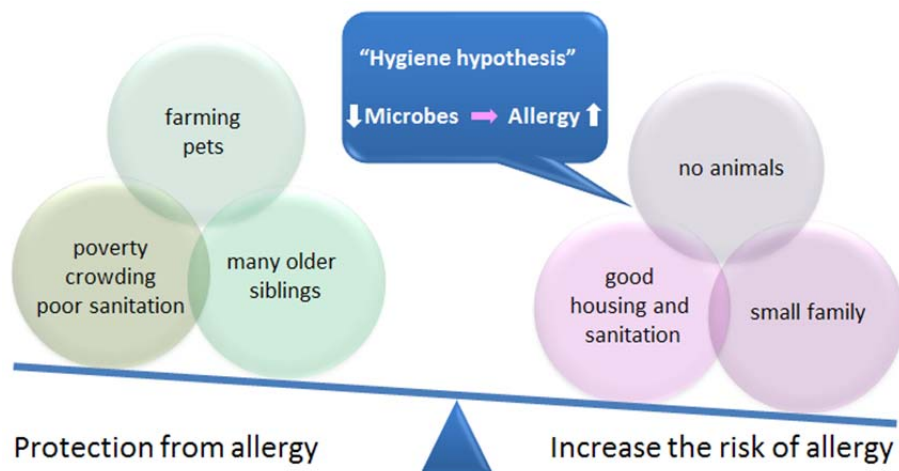 “Hygiene hypothesis”
⬇Microbes ➡ Allergy⬆
farming
pets
poverty
crowding
poor sanitation
many older
siblings
no animals
good
housing and
sanitation
small family
Protection from allergy
Increase the risk of allergy